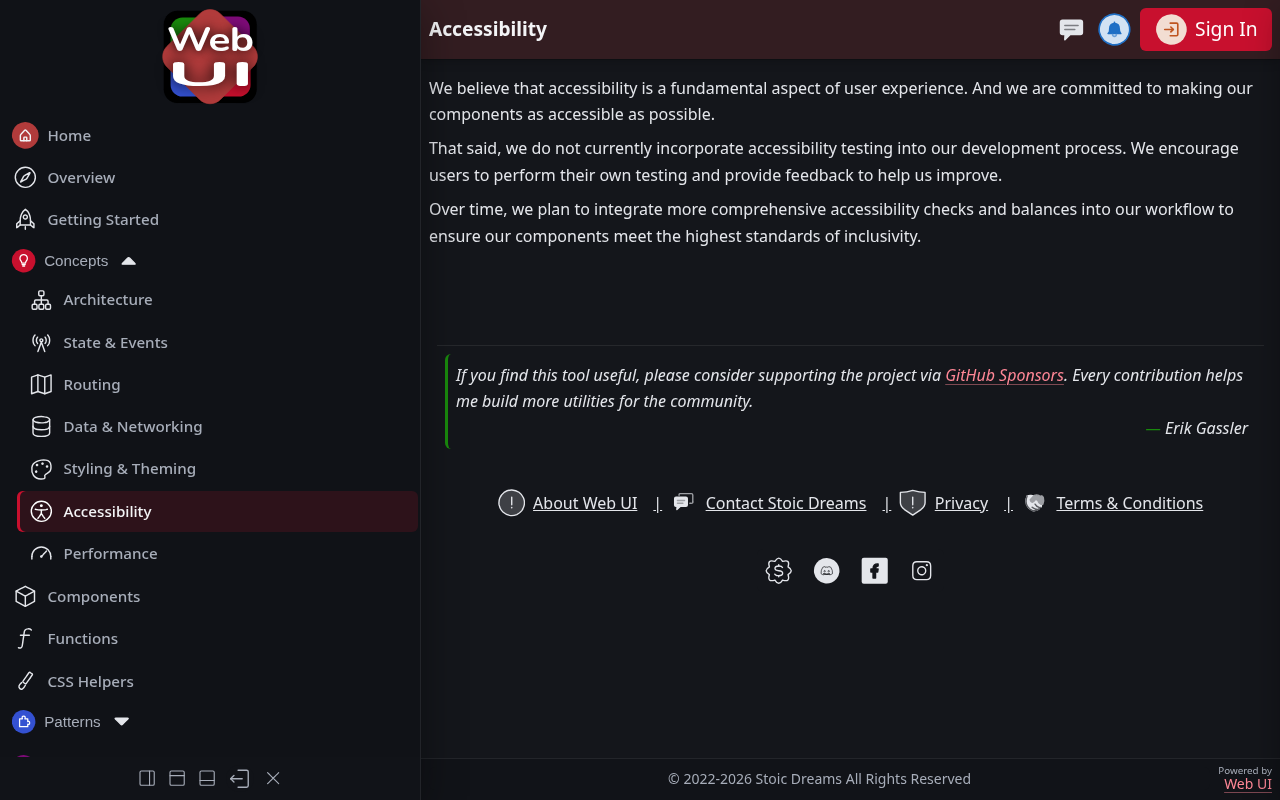 Web
UI
Home
Overview
Getting Started
Concepts
Architecture
State & Events
Routing
Data & Networking
Styling & Theming
Accessibility
Performance
Components
Functions
CSS Helpers
Patterns
Accessibility
Sign In
We believe that accessibility is a fundamental aspect of user experience. And we are committed to making our
components as accessible as possible.
That said, we do not currently incorporate accessibility testing into our development process. We encourage
users to perform their own testing and provide feedback to help us improve.
Over time, we plan to integrate more comprehensive accessibility checks and balances into our workflow to
ensure our components meet the highest standards of inclusivity.
If you find this tool useful, please consider supporting the project via GitHub Sponsors. Every contribution helps
me build more utilities for the community.
— Erik Gassler
About Web UI | Contact Stoic Dreams | Privacy | Terms & Conditions
© 2022-2026 Stoic Dreams All Rights Reserved
Powered by
Web UI